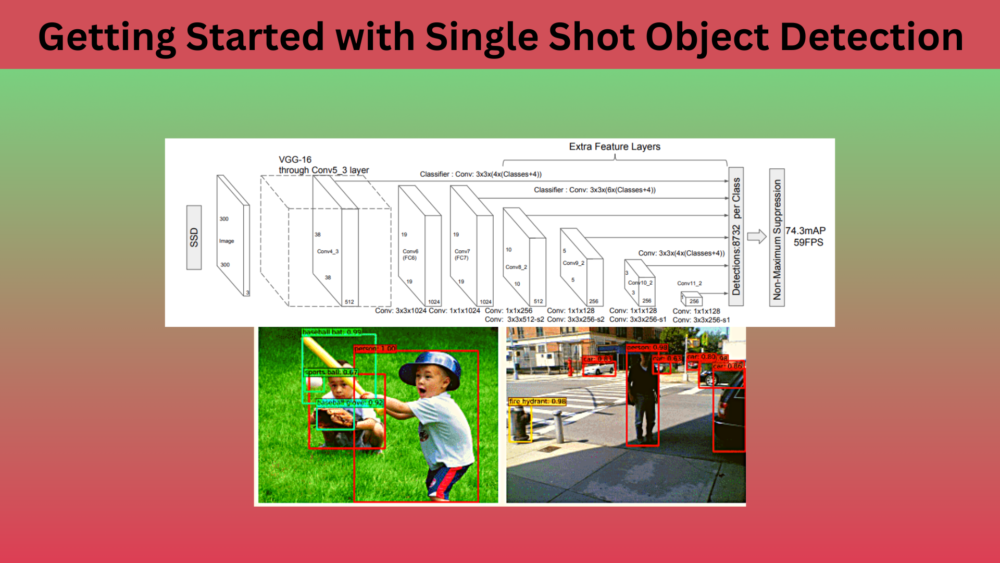 Getting Started with Single Shot Object Detection
Extra Feature Layers
VGG-16
through Conv5_3 layer
Classifier : Conv: 3x3x(4x(Classes+4))
Classifier : Conv: 3x3x(6x(Classes+4))
SSD
300
Image
300
3
38
Conv4_3
38
512
19
Conv6
(FC6)
19
1024
19
Conv7
(FC7)
19
1024
10
Conv8_2
10
512
5
Conv9_2
5
256
Conv: 3x3x(4x(Classes+4))
3
Conv10_2
3
256
Conv11_2
256
Detections:8732 per Class
Non-Maximum Suppression
74.3mAP
59FPS
Conv: 3x3x1024 Conv: 1x1x1024 Conv: 1x1x256 Conv: 1x1x128 Conv: 1x1x128 Conv: 1x1x128
Conv: 3x3x512-s2 Conv: 3x3x256-s2 Conv: 3x3x256-s1 Conv: 3x3x256-s1
baseball bat: 0.99
person: 1.00
sports ball: 0.67
baseball glove: 0.92
person: 0.98
fire hydrant: 0.98